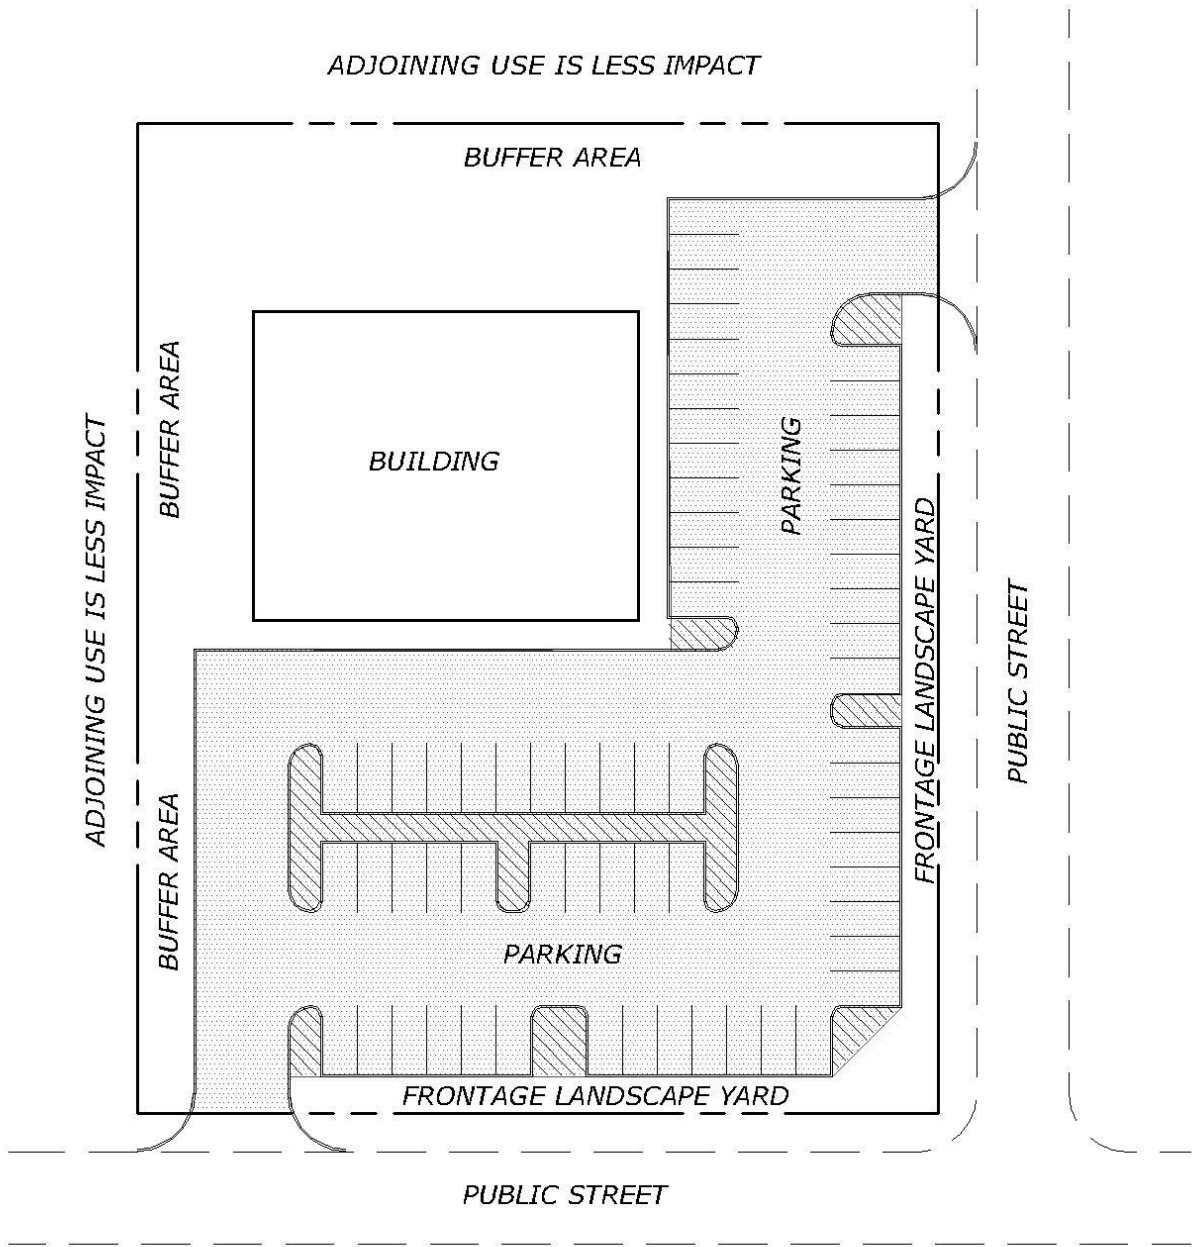 ADJOINING USE IS LESS IMPACT
BUFFER AREA
BUFFER AREA
ADJOINING USE IS LESS IMPACT
BUILDING
PARKING
FRONTAGE LANDSCAPE YARD
PUBLIC STREET
BUFFER AREA
PARKING
FRONTAGE LANDSCAPE YARD
PUBLIC STREET